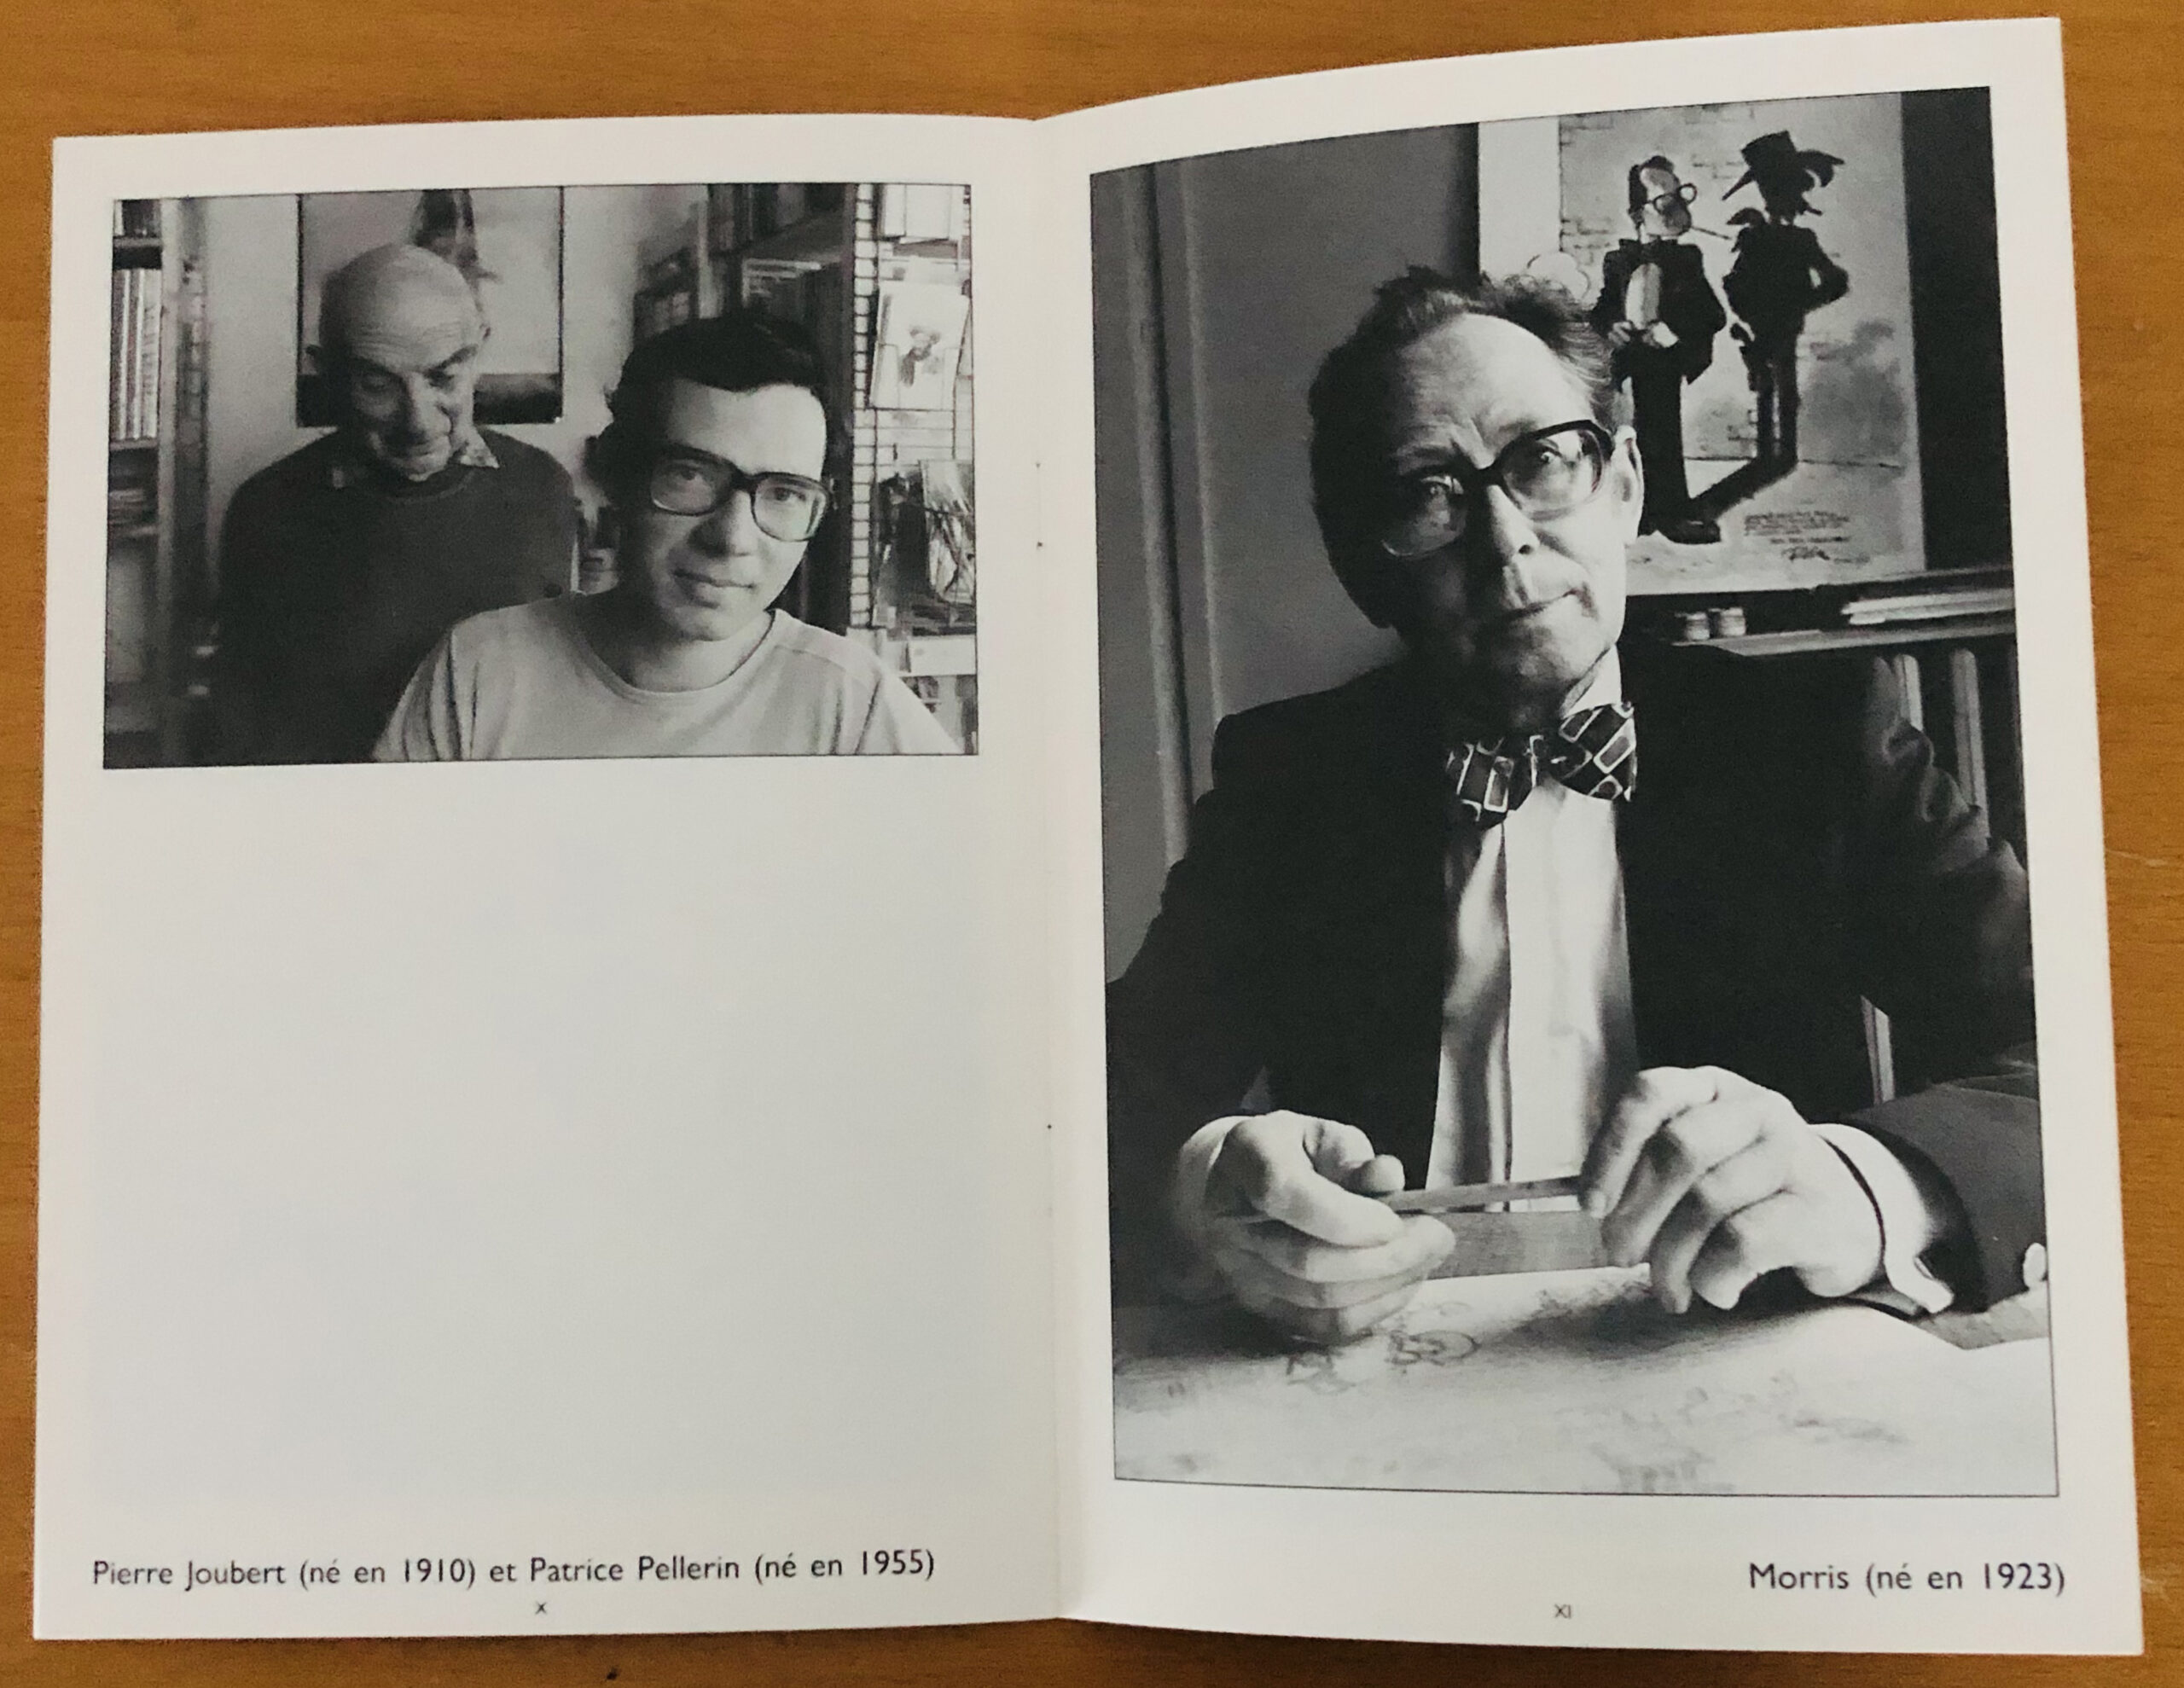 Pierre Joubert (né en 1910) et Patrice Pellerin (né en 1955)
X
Morris (né en 1923)
XI